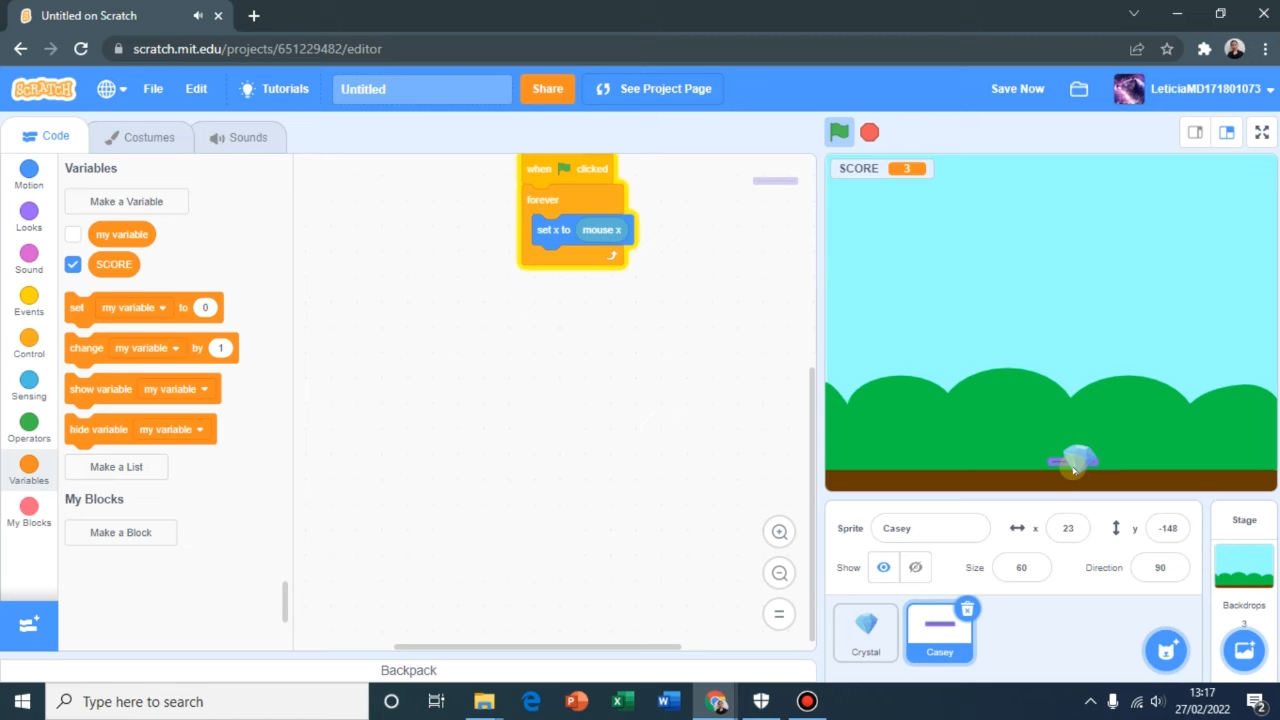 Untitled on Scratch
scratch.mit.edu/projects/651229482/editor
SCRATCH
File
Edit
Tutorials
Untitled
Share
See Project Page
Save Now
LeticiaMD171801073
Code
Costumes
Sounds
Motion
Looks
Sound
Events
Control
Sensing
Operators
Variables
My Blocks
Variables
Make a Variable
my variable
SCORE
set my variable to 0
change my variable by 1
show variable my variable
hide variable my variable
Make a List
My Blocks
Make a Block
when clicked
forever
set x to mouse x
Backpack
SCORE 3
Sprite Casey x 23 y -148
Show Size 60 Direction 90
Crystal
Casey
Stage
Backdrops
3
Type here to search
13:17
27/02/2022
2